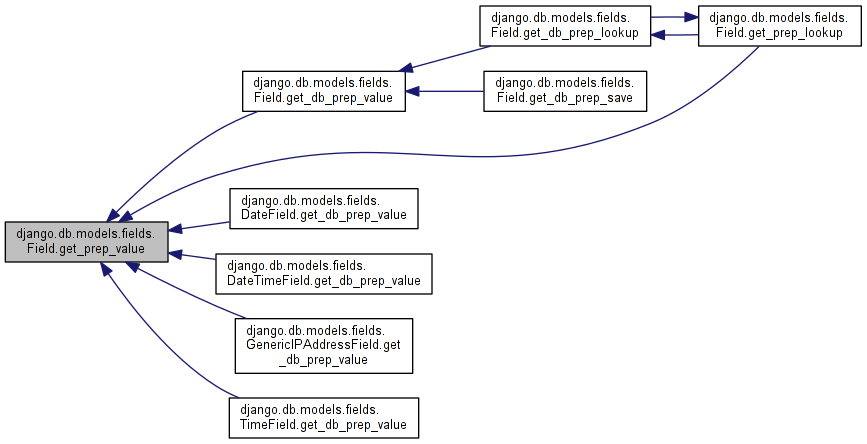 django.db.models.fields.
Field.get_db_prep_lookup
django.db.models.fields.
Field.get_prep_lookup
django.db.models.fields.
Field.get_db_prep_value
django.db.models.fields.
Field.get_db_prep_save
django.db.models.fields.
DateField.get_db_prep_value
django.db.models.fields.
Field.get_prep_value
django.db.models.fields.
DateTimeField.get_db_prep_value
django.db.models.fields.
GenericIPAddressField.get
_db_prep_value
django.db.models.fields.
TimeField.get_db_prep_value